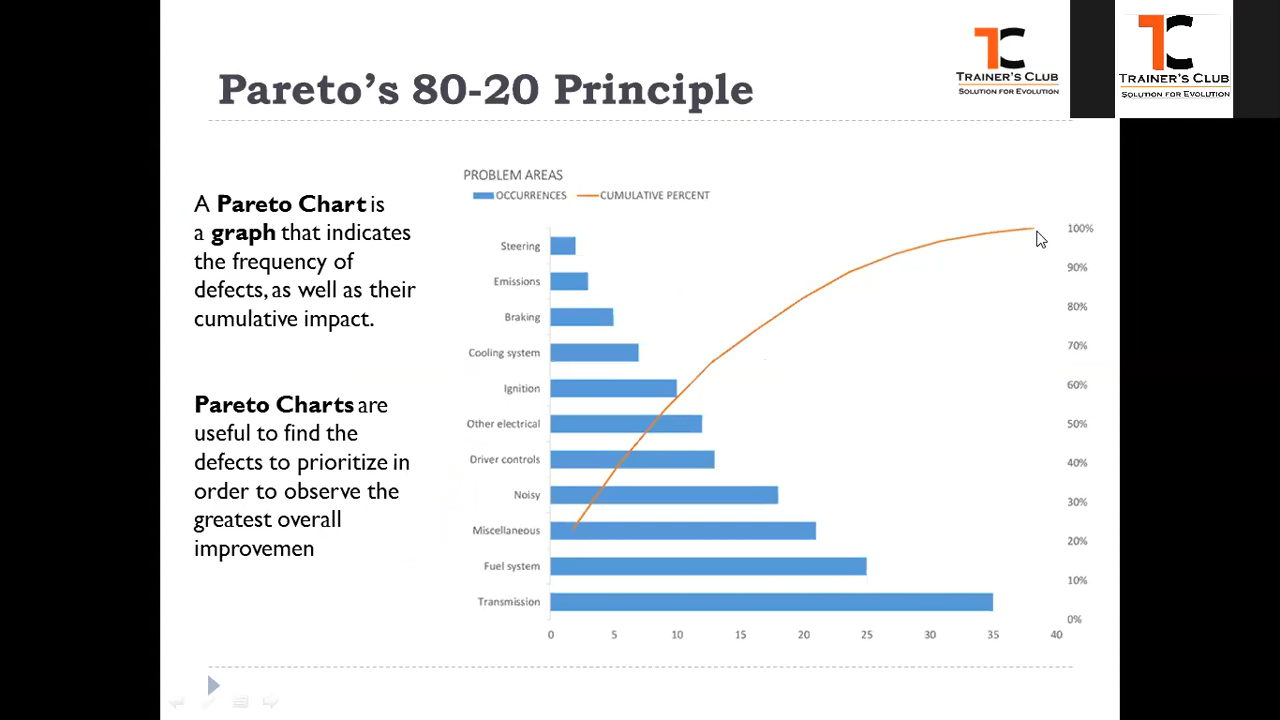 TRAINER'S CLUB
SOLUTION FOR EVOLUTION
TRAINER'S CLUB
SOLUTION FOR EVOLUTION
Pareto's 80-20 Principle
A Pareto Chart is
a graph that indicates
the frequency of
defects, as well as their
cumulative impact.
Pareto Charts are
useful to find the
defects to prioritize in
order to observe the
greatest overall
improvemen
PROBLEM AREAS
OCCURRENCES CUMULATIVE PERCENT
Steering
Emissions
Braking
Cooling system
Ignition
Other electrical
Driver controls
Noisy
Miscellaneous
Fuel system
Transmission
0 5 10 15 20 25 30 35 40
100%
90%
80%
70%
60%
50%
40%
30%
20%
10%
0%